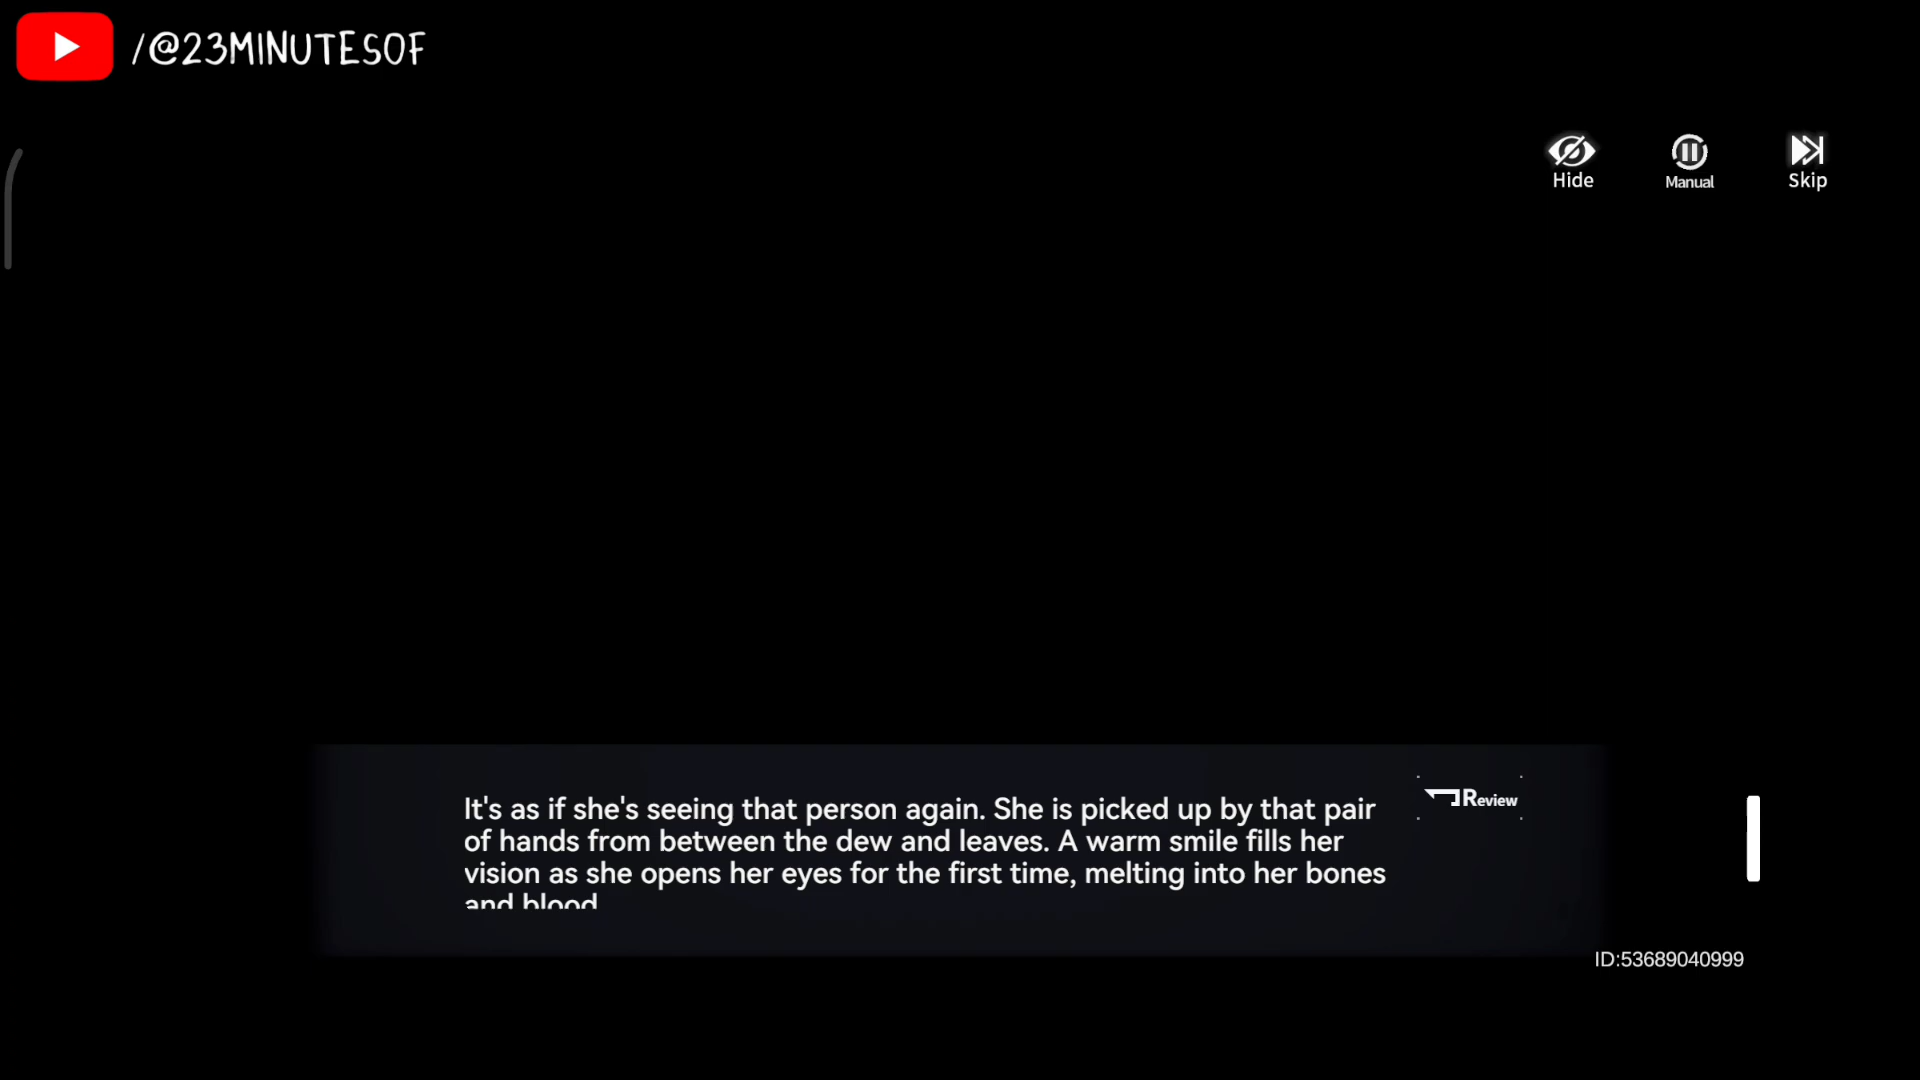 /@23MINUTESOF
Hide
Manual
Skip
It's as if she's seeing that person again. She is picked up by that pair
of hands from between the dew and leaves. A warm smile fills her
vision as she opens her eyes for the first time, melting into her bones
and blood
Review
ID:53689040999